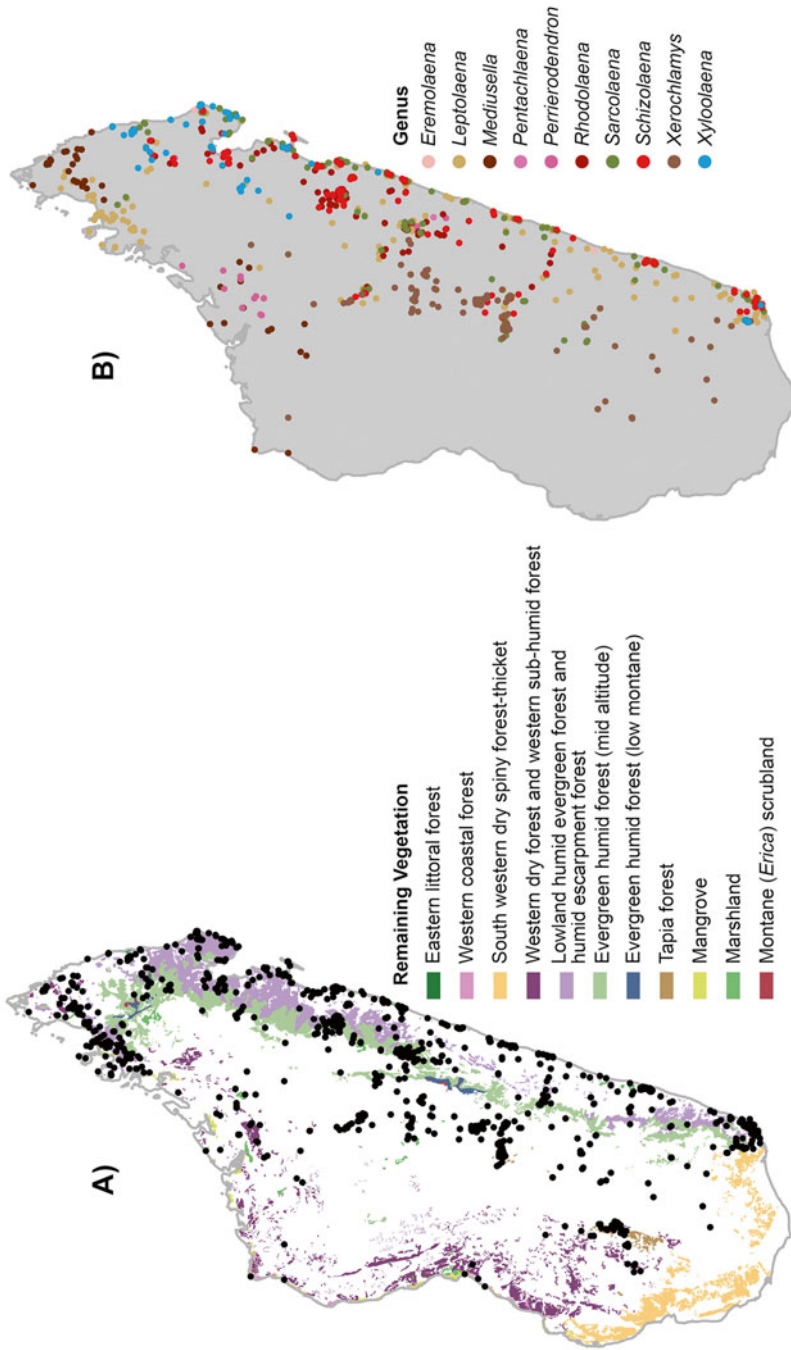 A)
Remaining Vegetation
Eastern littoral forest
Western coastal forest
South western dry spiny forest-thicket
Western dry forest and western sub-humid forest
Lowland humid evergreen forest and
humid escarpment forest
Evergreen humid forest (mid altitude)
Evergreen humid forest (low montane)
Tapia forest
Mangrove
Marshland
Montane (Erica) scrubland
B)
Genus
Eremolaena
Leptolaena
Mediusella
Pentachlaena
Perrierodendron
Rhodolaena
Sarcolaena
Schizolaena
Xerochlamys
Xyloolaena